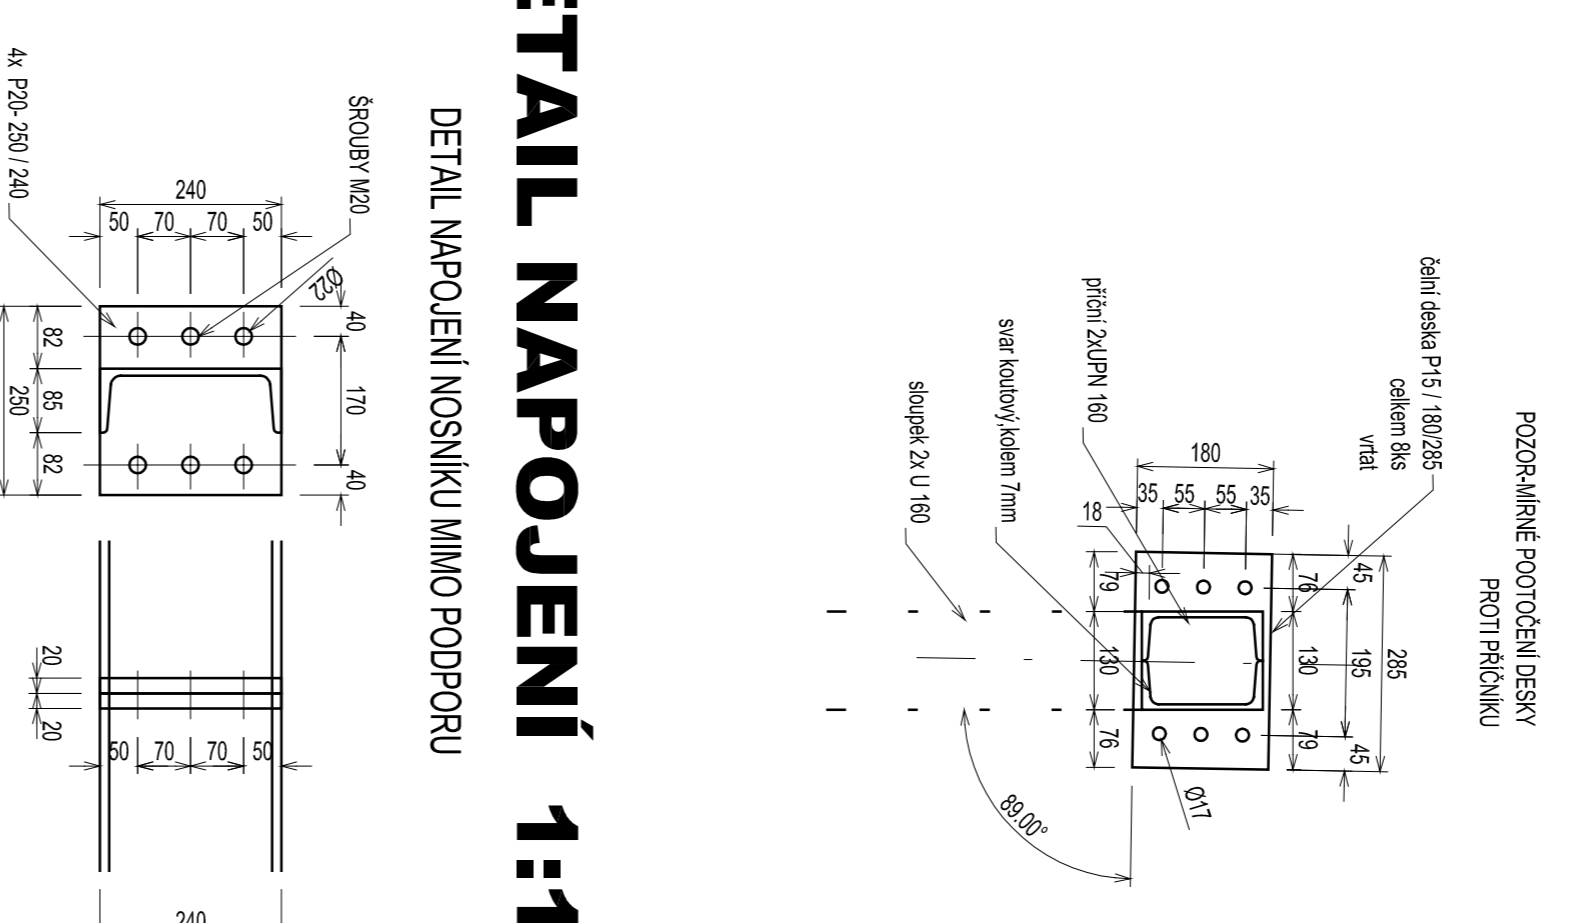 POZOR-MÍRNÉ POOTOČENÍ DESKY
PROTI PŘÍČNÍKU
čelní deska P15 / 180/285
celkem 8ks
vrtat
příční 2xUPN 160
svar koutový,kolem 7mm
sloupek 2x U 160
180
35 55 55 35
18
79
130
76
76
130
79
45
195
45
285
Ø17
89.00°
ETAIL NAPOJENÍ 1:1
DETAIL NAPOJENÍ NOSNÍKU MIMO PODPORU
ŠROUBY M20
4x P20- 250 / 240
240
50 70 70 50
Ø22
40
170
40
82
85
82
250
20
20
50 70 70 50
240